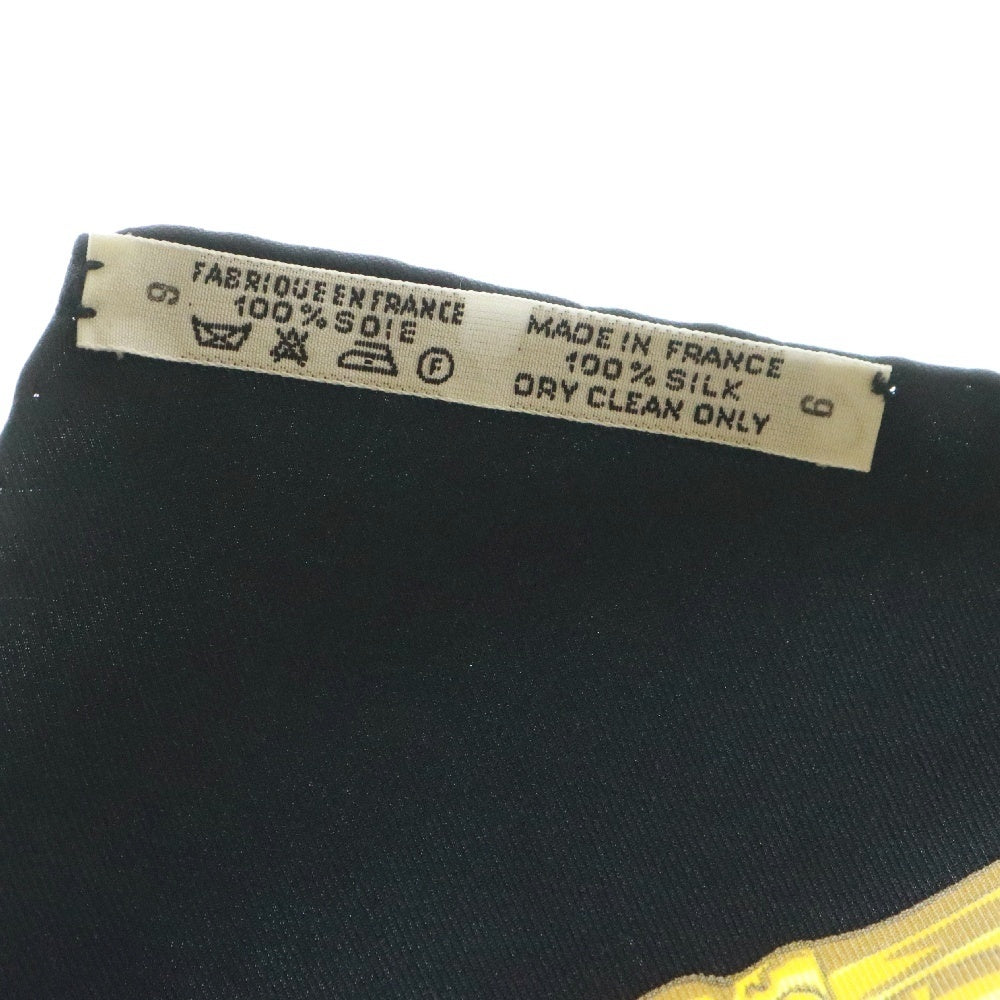 9
FABRIQUE EN FRANCE
100% SOIE
F
MADE IN FRANCE
100% SILK
DRY CLEAN ONLY
9